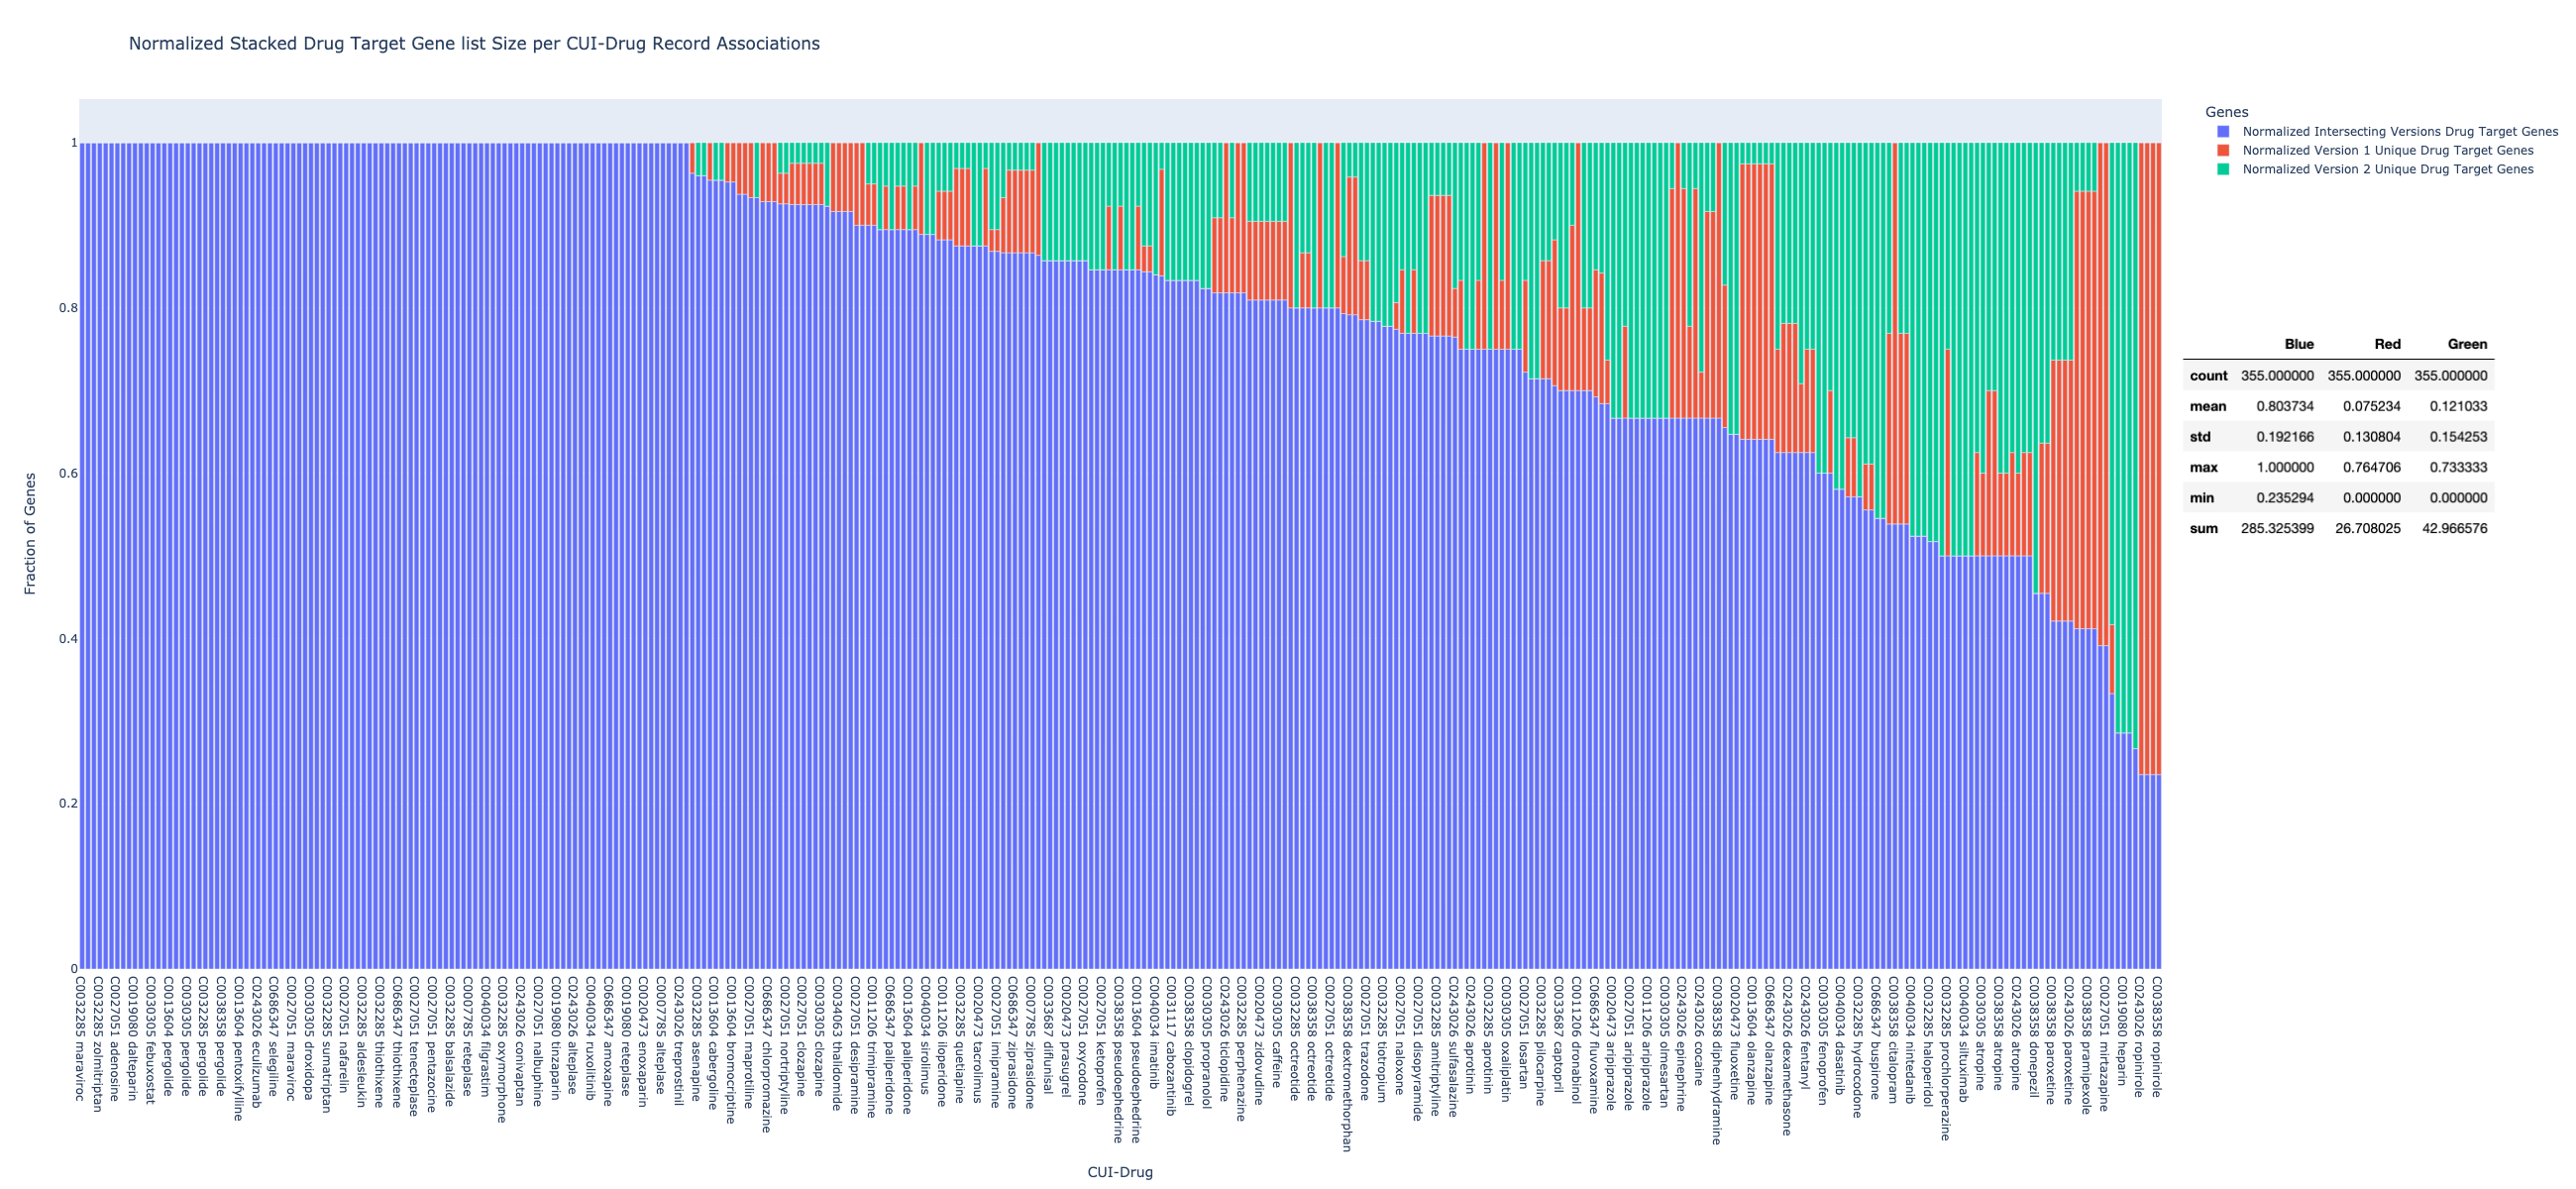 Normalized Stacked Drug Target Gene list Size per CUI-Drug Record Associations
Genes
Normalized Intersecting Versions Drug Target Genes
Normalized Version 1 Unique Drug Target Genes
Normalized Version 2 Unique Drug Target Genes
1
0.8
0.6
0.4
0.2
0
Fraction of Genes
Blue Red Green
count 355.000000 355.000000 355.000000
mean 0.803734 0.075234 0.121033
std 0.192166 0.130804 0.154253
max 1.000000 0.764706 0.733333
min 0.235294 0.000000 0.000000
sum 285.325399 26.708025 42.966576
C0032285 maraviroc
C0032285 zolmitriptan
C0027051 adenosine
C0019080 dalteparin
C0030305 febuxostat
C0013604 pergolide
C0030305 pergolide
C0032285 pergolide
C0038358 pergolide
C0013604 pentoxifylline
C0243026 eculizumab
C0686347 selegiline
C0027051 maraviroc
C0030305 droxidopa
C0032285 sumatriptan
C0027051 nafarelin
C0032285 aldesleukin
C0032285 thiothixene
C0686347 thiothixene
C0027051 tenecteplase
C0027051 pentazocine
C0032285 balsalazide
C0007785 reteplase
C0040034 filgrastim
C0032285 oxymorphone
C0243026 conivaptan
C0027051 nalbuphine
C0019080 tinzaparin
C0243026 alteplase
C0040034 ruxolitinib
C0686347 amoxapine
C0019080 reteplase
C0020473 enoxaparin
C0007785 alteplase
C0243026 treprostinil
C0032285 asenapine
C0013604 cabergoline
C0013604 bromocriptine
C0027051 maprotiline
C0686347 chlorpromazine
C0027051 nortriptyline
C0027051 clozapine
C0030305 clozapine
C0034063 thalidomide
C0027051 desipramine
C0011206 trimipramine
C0686347 paliperidone
C0013604 paliperidone
C0040034 sirolimus
C0011206 iloperidone
C0032285 quetiapine
C0020473 tacrolimus
C0027051 imipramine
C0686347 ziprasidone
C0007785 ziprasidone
C0033687 diflunisal
C0020473 prasugrel
C0027051 oxycodone
C0027051 ketoprofen
C0038358 pseudoephedrine
C0013604 pseudoephedrine
C0040034 imatinib
C0031117 cabozantinib
C0038358 clopidogrel
C0030305 propranolol
C0243026 ticlopidine
C0032285 perphenazine
C0020473 zidovudine
C0030305 caffeine
C0032285 octreotide
C0038358 octreotide
C0027051 octreotide
C0038358 dextromethorphan
C0027051 trazodone
C0032285 tiotropium
C0027051 naloxone
C0027051 disopyramide
C0032285 amitriptyline
C0243026 sulfasalazine
C0243026 aprotinin
C0032285 aprotinin
C0030305 oxaliplatin
C0027051 losartan
C0032285 pilocarpine
C0033687 captopril
C0011206 dronabinol
C0686347 fluvoxamine
C0020473 aripiprazole
C0027051 aripiprazole
C0011206 aripiprazole
C0030305 olmesartan
C0243026 epinephrine
C0243026 cocaine
C0038358 diphenhydramine
C0020473 fluoxetine
C0013604 olanzapine
C0686347 olanzapine
C0243026 dexamethasone
C0243026 fentanyl
C0030305 fenoprofen
C0040034 dasatinib
C0032285 hydrocodone
C0686347 buspirone
C0038358 citalopram
C0040034 nintedanib
C0032285 haloperidol
C0032285 prochlorperazine
C0040034 siltuximab
C0030305 atropine
C0038358 atropine
C0243026 atropine
C0038358 donepezil
C0038358 paroxetine
C0243026 paroxetine
C0038358 pramipexole
C0027051 mirtazapine
C0019080 heparin
C0243026 ropinirole
C0038358 ropinirole
CUI-Drug